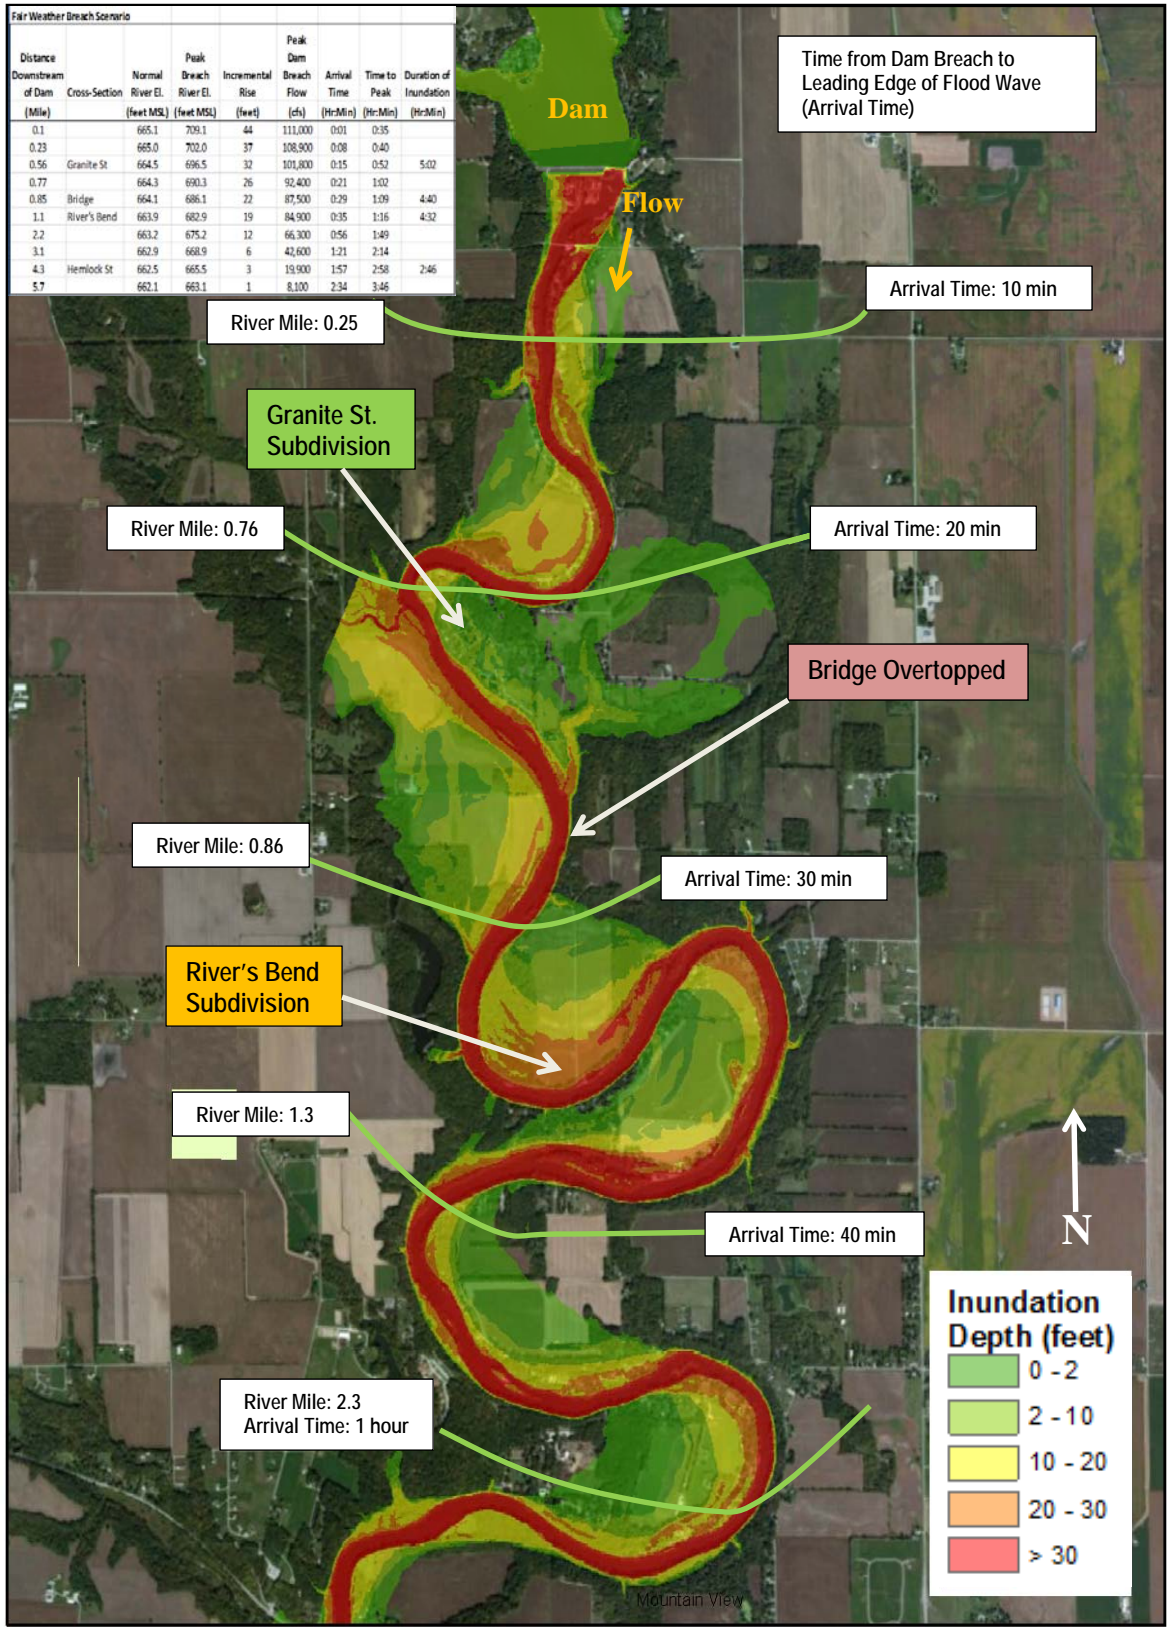 Fair Weather Breach Scenario
Distance Downstream of Dam (Mile) Cross-Section Normal River El. (feet MSL) Peak Breach River El. (feet MSL) Incremental Rise (feet) Peak Dam Breach Flow (cfs) Arrival Time (Hr:Min) Time to Peak (Hr:Min) Duration of Inundation (Hr:Min)
0.1 665.1 709.1 44 111,000 0:01 0:35
0.23 665.0 702.0 37 108,900 0:08 0:40
0.56 Granite St 664.5 696.5 32 101,800 0:15 0:52 5:02
0.77 664.3 690.3 26 92,400 0:21 1:02
0.85 Bridge 664.1 686.1 22 87,500 0:29 1:09 4:40
1.1 River's Bend 663.9 682.9 19 84,900 0:35 1:16 4:32
2.2 663.2 675.2 12 66,300 0:56 1:49
3.1 662.9 668.9 6 42,600 1:21 2:14
4.3 Hemlock St 662.5 665.5 3 19,900 1:57 2:58 2:46
5.7 662.1 663.1 1 8,100 2:34 3:46
Time from Dam Breach to
Leading Edge of Flood Wave
(Arrival Time)
Dam
Flow
Arrival Time: 10 min
River Mile: 0.25
Granite St.
Subdivision
River Mile: 0.76
Arrival Time: 20 min
Bridge Overtopped
River Mile: 0.86
Arrival Time: 30 min
River's Bend
Subdivision
River Mile: 1.3
Arrival Time: 40 min
N
River Mile: 2.3
Arrival Time: 1 hour
Inundation
Depth (feet)
0 - 2
2 - 10
10 - 20
20 - 30
> 30
Mountain View